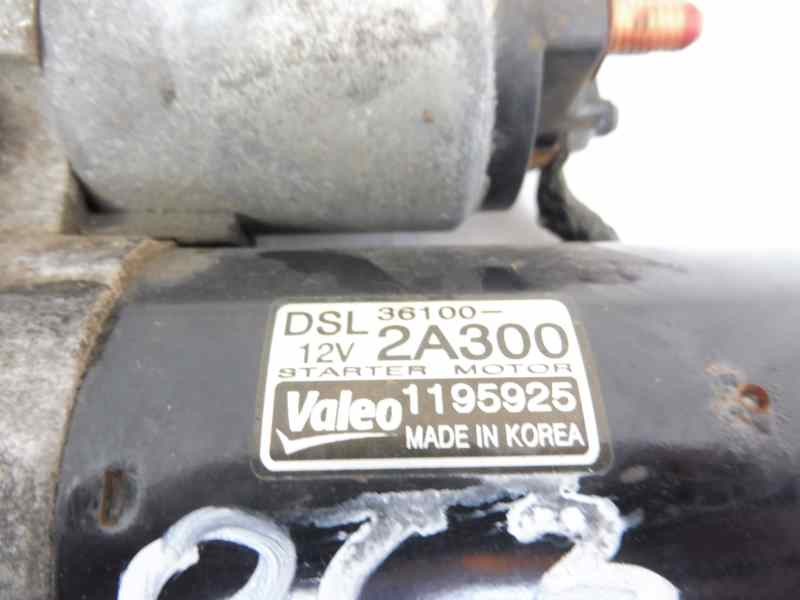 DSL 36100-
12V 2A300
STARTER MOTOR
Valeo 1195925
MADE IN KOREA